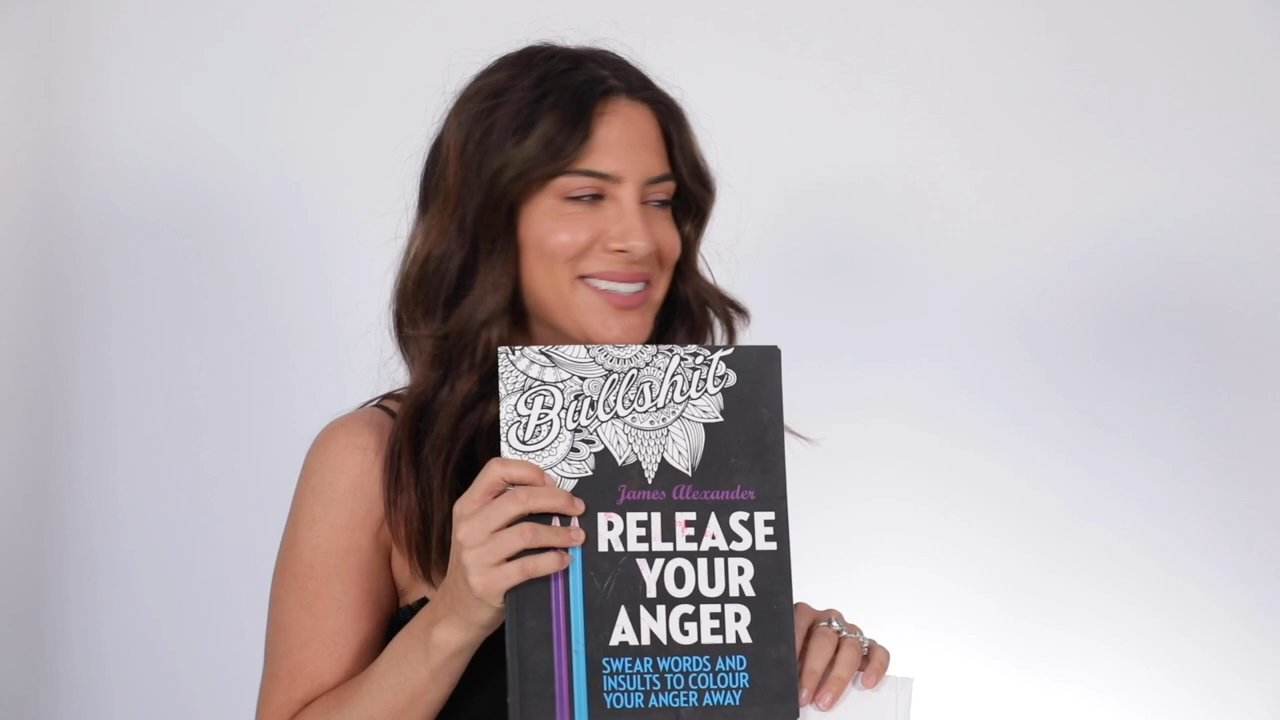 Bullshit
James Alexander
RELEASE
YOUR
ANGER
SWEAR WORDS AND
INSULTS TO COLOUR
YOUR ANGER AWAY